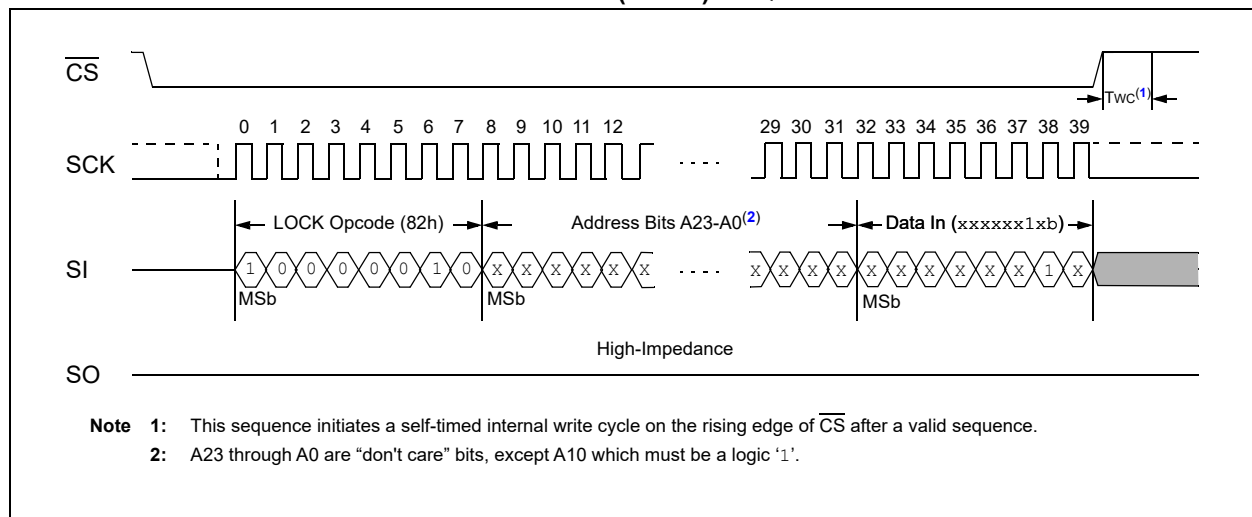 CS
TWC(1)
0 1 2 3 4 5 6 7 8 9 10 11 12 29 30 31 32 33 34 35 36 37 38 39
SCK
LOCK Opcode (82h) Address Bits A23-A0(2) Data In (xxxxxx1xb)
SI 1 0 0 0 0 0 1 0 X X X X X X X X X X X X X X X X 1 X
MSb MSb MSb
High-Impedance
SO
Note 1: This sequence initiates a self-timed internal write cycle on the rising edge of CS after a valid sequence.
2: A23 through A0 are “don't care” bits, except A10 which must be a logic ‘1’.